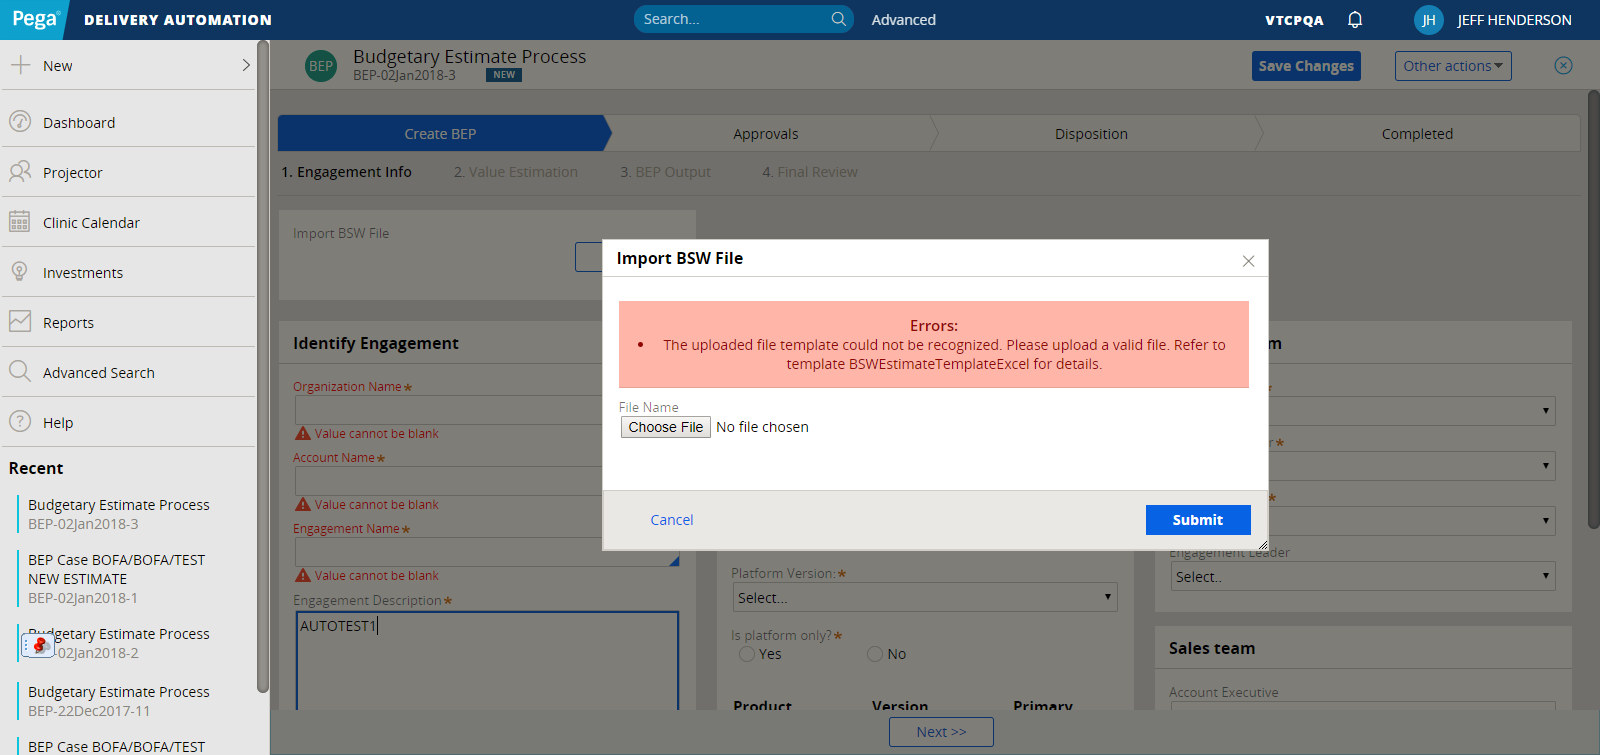 Pega
DELIVERY AUTOMATION
Search...
Advanced
VTCPQA
JH
JEFF HENDERSON
New
Dashboard
Projector
Clinic Calendar
Investments
Reports
Advanced Search
Help
Recent
Budgetary Estimate Process
BEP-02Jan2018-3
BEP Case BOFA/BOFA/TEST
NEW ESTIMATE
BEP-02Jan2018-1
Budgetary Estimate Process
-02Jan2018-2
Budgetary Estimate Process
BEP-22Dec2017-11
BEP Case BOFA/BOFA/TEST
BEP
Budgetary Estimate Process
BEP-02Jan2018-3
NEW
Save Changes
Other actions
Create BEP
Approvals
Disposition
Completed
1. Engagement Info
2. Value Estimation
3. BEP Output
4. Final Review
Import BSW File
Identify Engagement
Organization Name*
Value cannot be blank
Account Name*
Value cannot be blank
Engagement Name*
Value cannot be blank
Engagement Description*
AUTOTEST1
Import BSW File
Errors:
• The uploaded file template could not be recognized. Please upload a valid file. Refer to
template BSWEstimateTemplateExcel for details.
File Name
Choose File No file chosen
Cancel
Submit
Platform Version:*
Select...
Is platform only?*
Yes
No
Product
Version
Primary
Next >>
Engagement Leader
Select..
Sales team
Account Executive